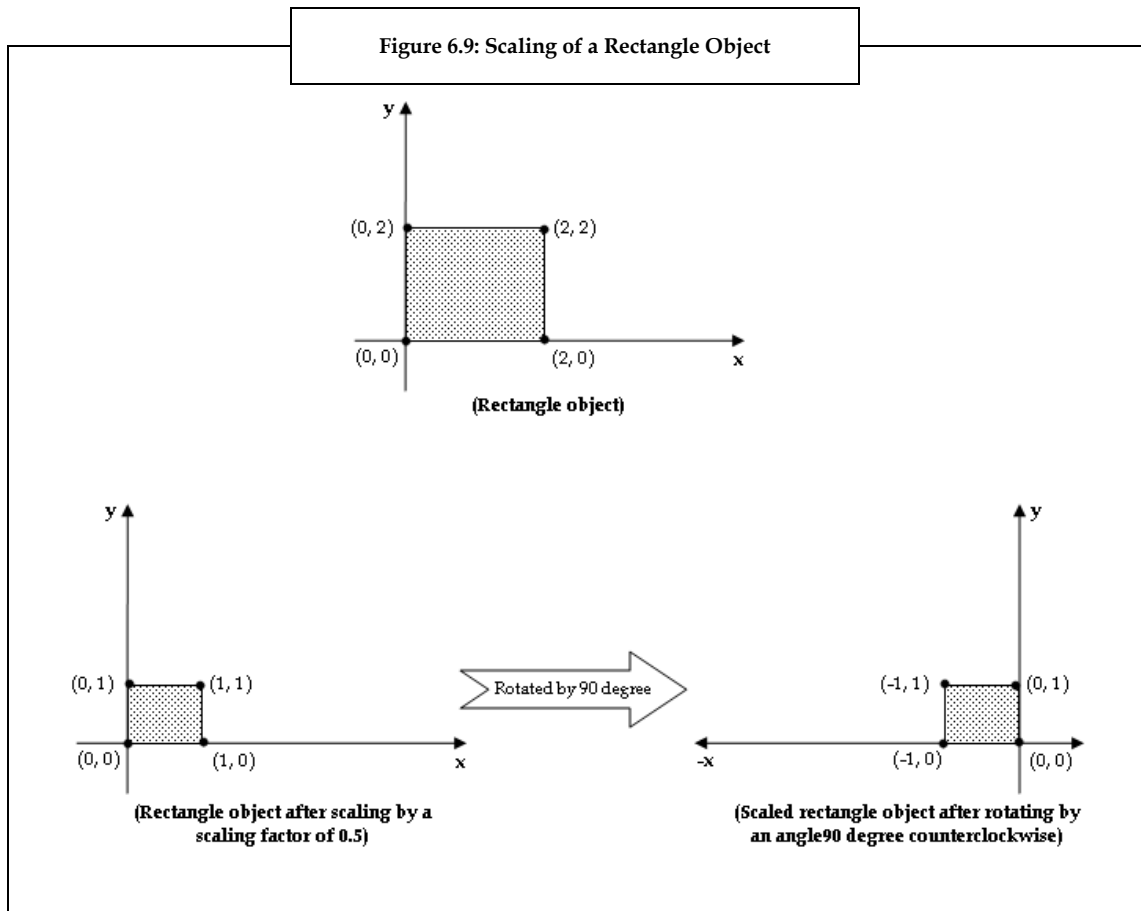 Figure 6.9: Scaling of a Rectangle Object
y
(0, 2)
(2, 2)
(0, 0)
(2, 0)
x
(Rectangle object)
y
(0, 1)
(1, 1)
(0, 0)
(1, 0)
x
(Rectangle object after scaling by a
scaling factor of 0.5)
Rotated by 90 degree
y
(-1, 1)
(0, 1)
-x
(-1, 0)
(0, 0)
(Scaled rectangle object after rotating by
an angle90 degree counterclockwise)